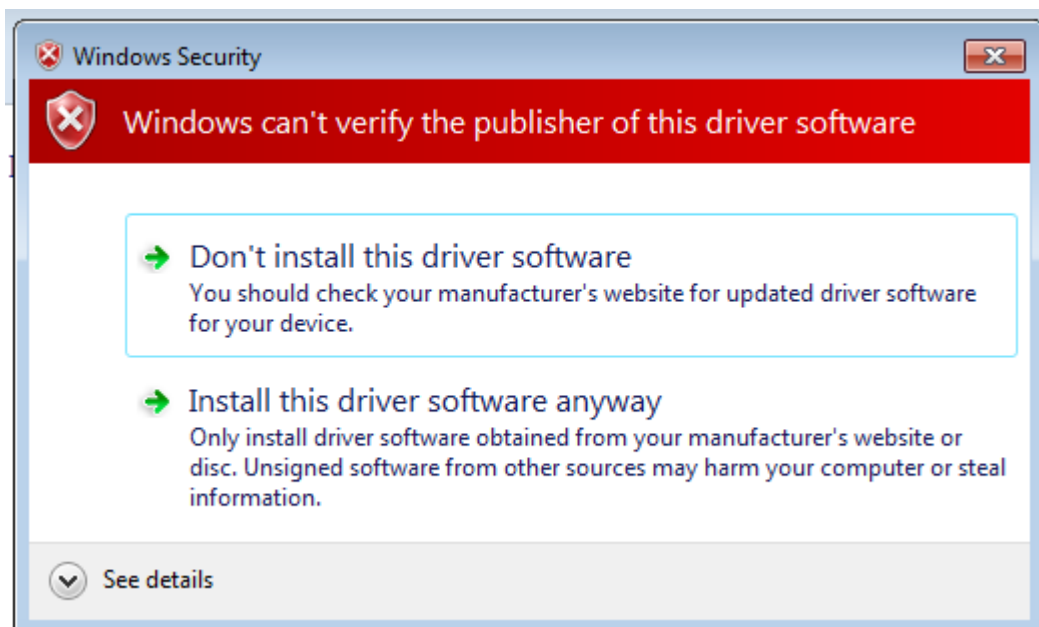 Windows Security
Windows can't verify the publisher of this driver software
Don't install this driver software
You should check your manufacturer's website for updated driver software
for your device.
Install this driver software anyway
Only install driver software obtained from your manufacturer's website or
disc. Unsigned software from other sources may harm your computer or steal
information.
See details